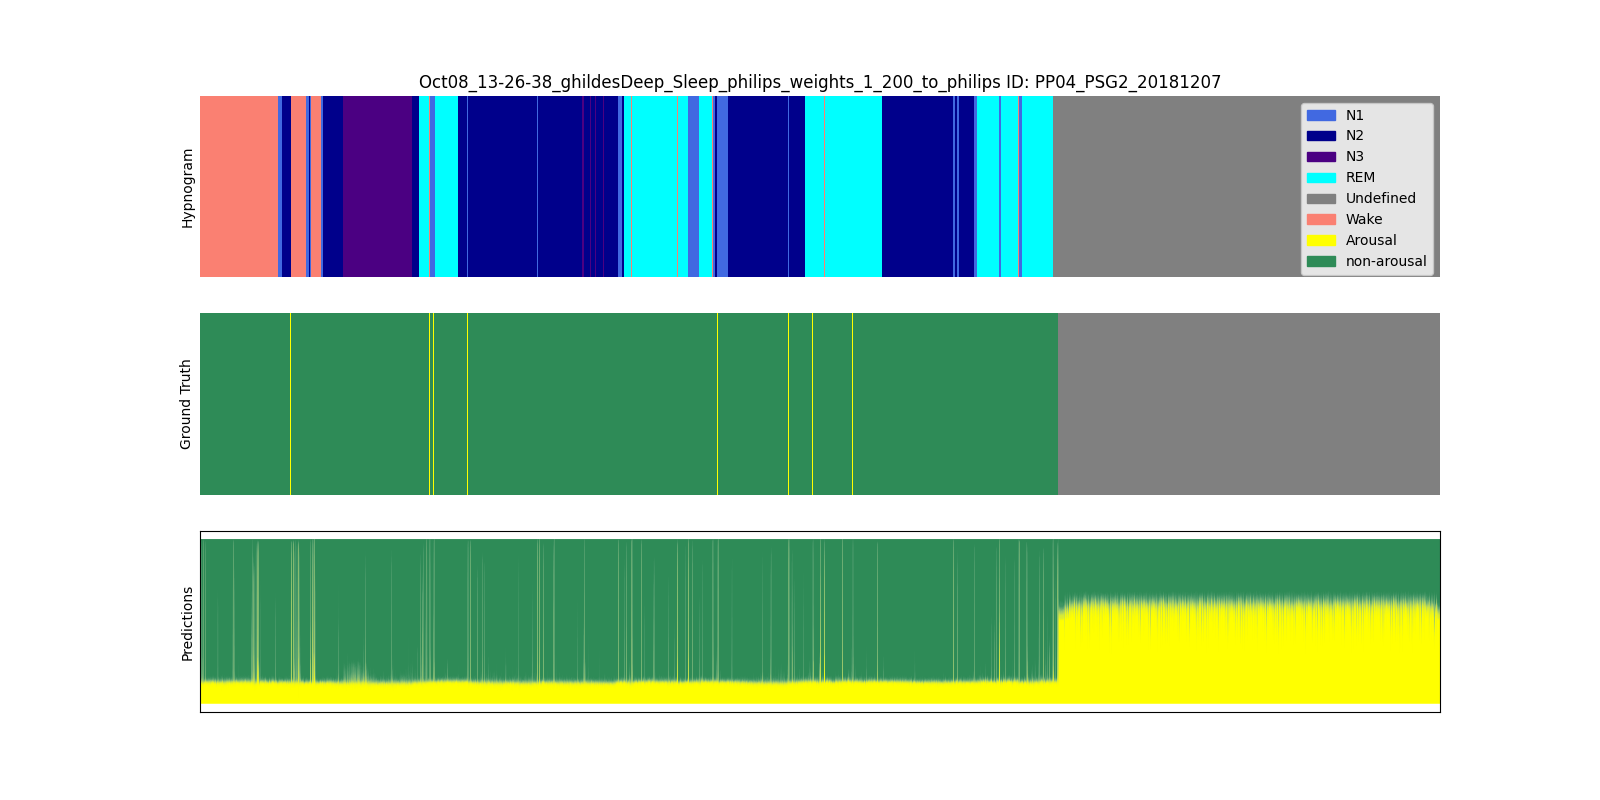 Oct08_13-26-38_ghildesDeep_Sleep_philips_weights_1_200_to_philips ID: PP04_PSG2_20181207
Hypnogram
N1
N2
N3
REM
Undefined
Wake
Arousal
non-arousal
Ground Truth
Predictions